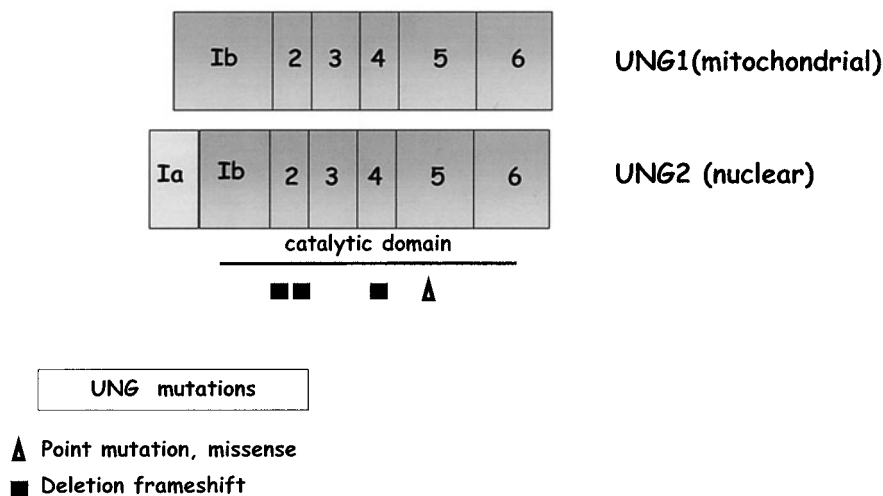 Ib 2 3 4 5 6 UNG1(mitochondrial)
Ia Ib 2 3 4 5 6 UNG2 (nuclear)
catalytic domain
UNG mutations
Point mutation, missense
Deletion frameshift